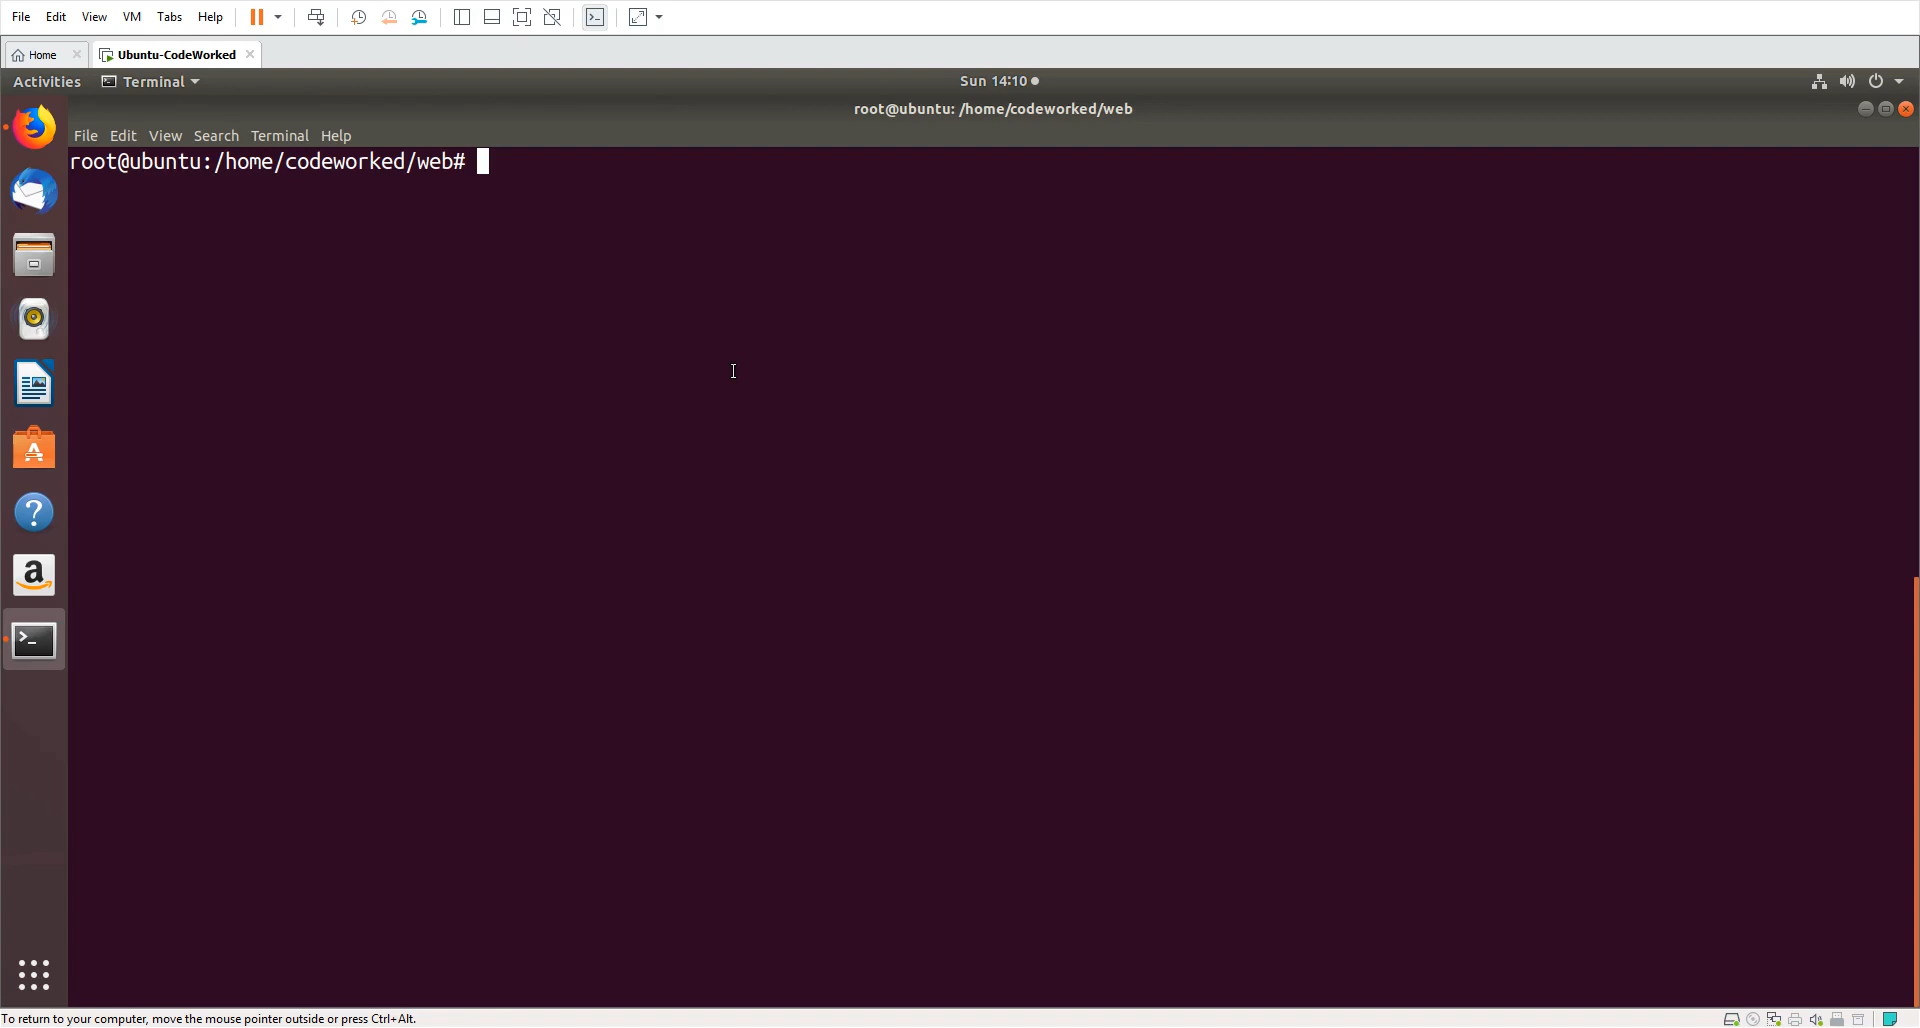 File Edit View VM Tabs Help
Home Ubuntu-CodeWorked
Activities Terminal Sun 14:10
root@ubuntu: /home/codeworked/web
File Edit View Search Terminal Help
root@ubuntu:/home/codeworked/web#
To return to your computer, move the mouse pointer outside or press Ctrl+Alt.